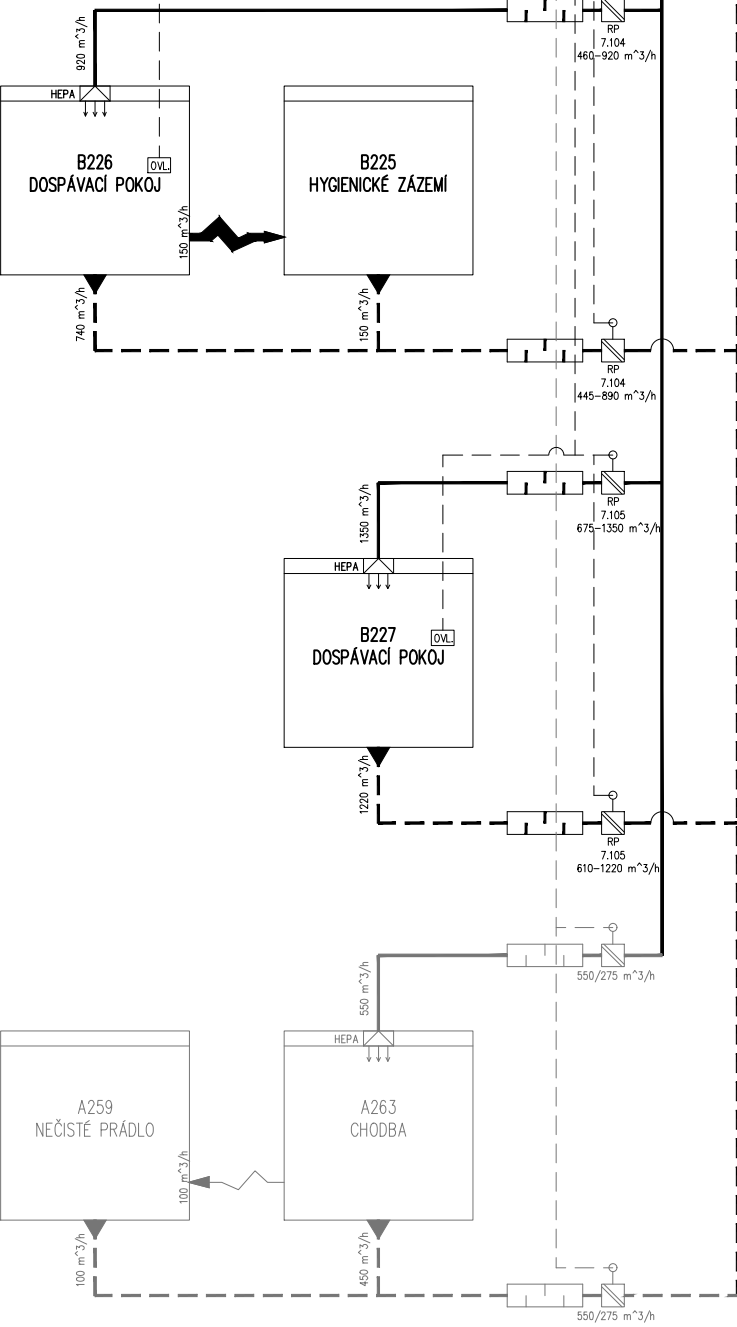 920 m^3/h
RP
7.104
460-920 m^3/h
HEPA
B226
OVL.
DOSPÁVACÍ POKOJ
150 m^3/h
B225
HYGIENICKÉ ZÁZEMÍ
740 m^3/h
150 m^3/h
RP
7.104
445-890 m^3/h
1350 m^3/h
RP
7.105
675-1350 m^3/h
HEPA
B227
OVL.
DOSPÁVACÍ POKOJ
1220 m^3/h
RP
7.105
610-1220 m^3/h
550 m^3/h
550/275 m^3/h
HEPA
A259
NEČISTÉ PRÁDLO
100 m^3/h
A263
CHODBA
100 m^3/h
450 m^3/h
550/275 m^3/h